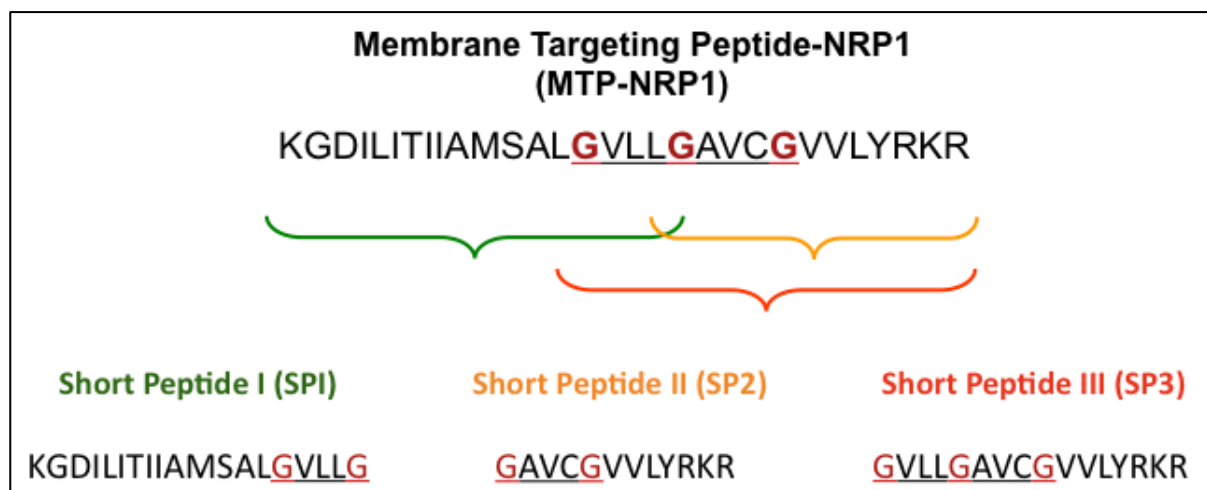 Membrane Targeting Peptide-NRP1
(MTP-NRP1)
KGDILITIIAMSALGVLLGAVCGVVLYRKR
Short Peptide I (SPI) Short Peptide II (SP2) Short Peptide III (SP3)
KGDILITIIAMSALGVLLG GAVCGVVLYRKR GVLLGAVCGVVLYRKR